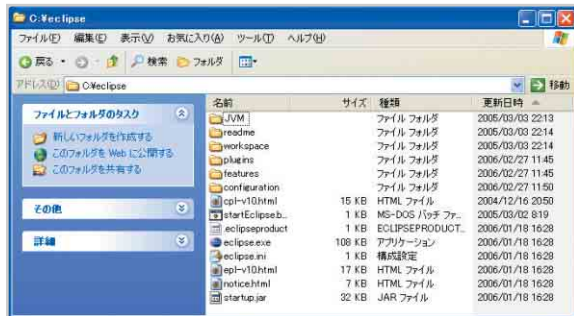 C:¥eclipse
ファイル(F) 編集(E) 表示(V) お気に入り(A) ツール(T) ヘルプ(H)
戻る 検索 フォルダ
アドレス(D) C:¥eclipse 移動
ファイルとフォルダのタスク
新しいフォルダを作成する
このフォルダを Web に公開する
このフォルダを共有する
その他
詳細
名前 サイズ 種類 更新日時
JVM ファイル フォルダ 2005/03/03 22:13
readme ファイル フォルダ 2005/03/03 22:14
workspace ファイル フォルダ 2005/03/03 22:14
plugins ファイル フォルダ 2006/02/27 11:45
features ファイル フォルダ 2006/02/27 11:45
configuration ファイル フォルダ 2006/02/27 11:50
cpl-v10.html 15 KB HTML ファイル 2004/12/16 20:50
startEclipse.b... 1 KB MS-DOS バッチ ファ... 2005/03/02 8:19
.eclipseproduct 1 KB ECLIPSEPRODUCT... 2006/01/18 16:28
eclipse.exe 108 KB アプリケーション 2006/01/18 16:28
eclipse.ini 1 KB 構成設定 2006/01/18 16:28
epl-v10.html 17 KB HTML ファイル 2006/01/18 16:28
notice.html 7 KB HTML ファイル 2006/01/18 16:28
startup.jar 32 KB JAR ファイル 2006/01/18 16:28